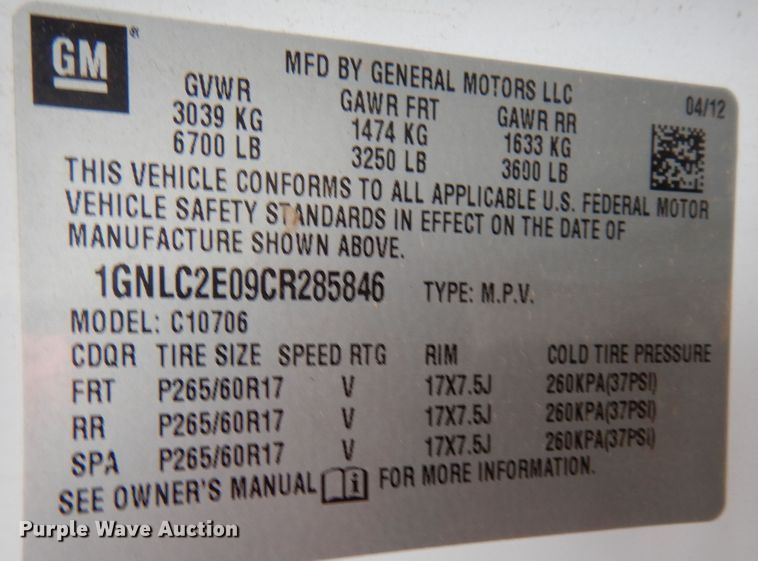 GM ®
MFD BY GENERAL MOTORS LLC
04/12
GVWR GAWR FRT GAWR RR
3039 KG 1474 KG 1633 KG
6700 LB 3250 LB 3600 LB
THIS VEHICLE CONFORMS TO ALL APPLICABLE U.S. FEDERAL MOTOR
VEHICLE SAFETY STANDARDS IN EFFECT ON THE DATE OF
MANUFACTURE SHOWN ABOVE.
1GNLC2E09CR285846 TYPE: M.P.V.
MODEL: C10706
CDQR TIRE SIZE SPEED RTG RIM COLD TIRE PRESSURE
FRT P265/60R17 V 17X7.5J 260KPA(37PSI)
RR P265/60R17 V 17X7.5J 260KPA(37PSI)
SPA P265/60R17 V 17X7.5J 260KPA(37PSI)
SEE OWNER'S MANUAL i FOR MORE INFORMATION.
Purple Wave Auction